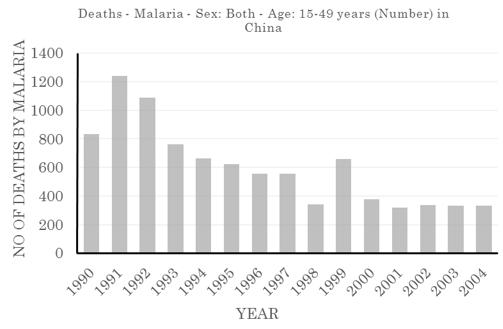 Deaths - Malaria - Sex: Both - Age: 15-49 years (Number) in
China
NO OF DEATHS BY MALARIA
1400
1200
1000
800
600
400
200
0
1990 1991 1992 1993 1994 1995 1996 1997 1998 1999 2000 2001 2002 2003 2004
YEAR